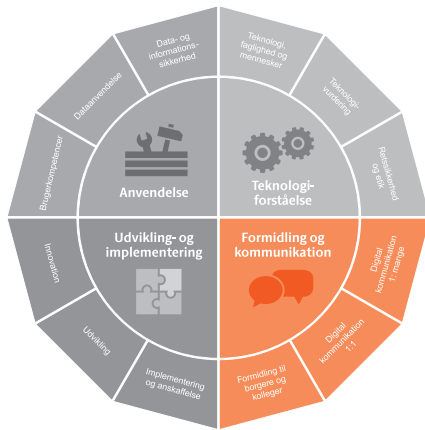 Data- og
informations-
sikkerhed
Teknologi,
faglighed og
mennesker
Dataanvendelse
Teknologi-
vurdering
Brugerkompetencer
Retssikkerhed
og etik
Anvendelse
Teknologi-
forståelse
Udvikling- og
implementering
Formidling og
kommunikation
Innovation
Digital
kommunikation
1: mange
Udvikling
Digital
kommunikation
1:1
Implementering
og anskaffelse
Formidling til
borgere og
kolleger